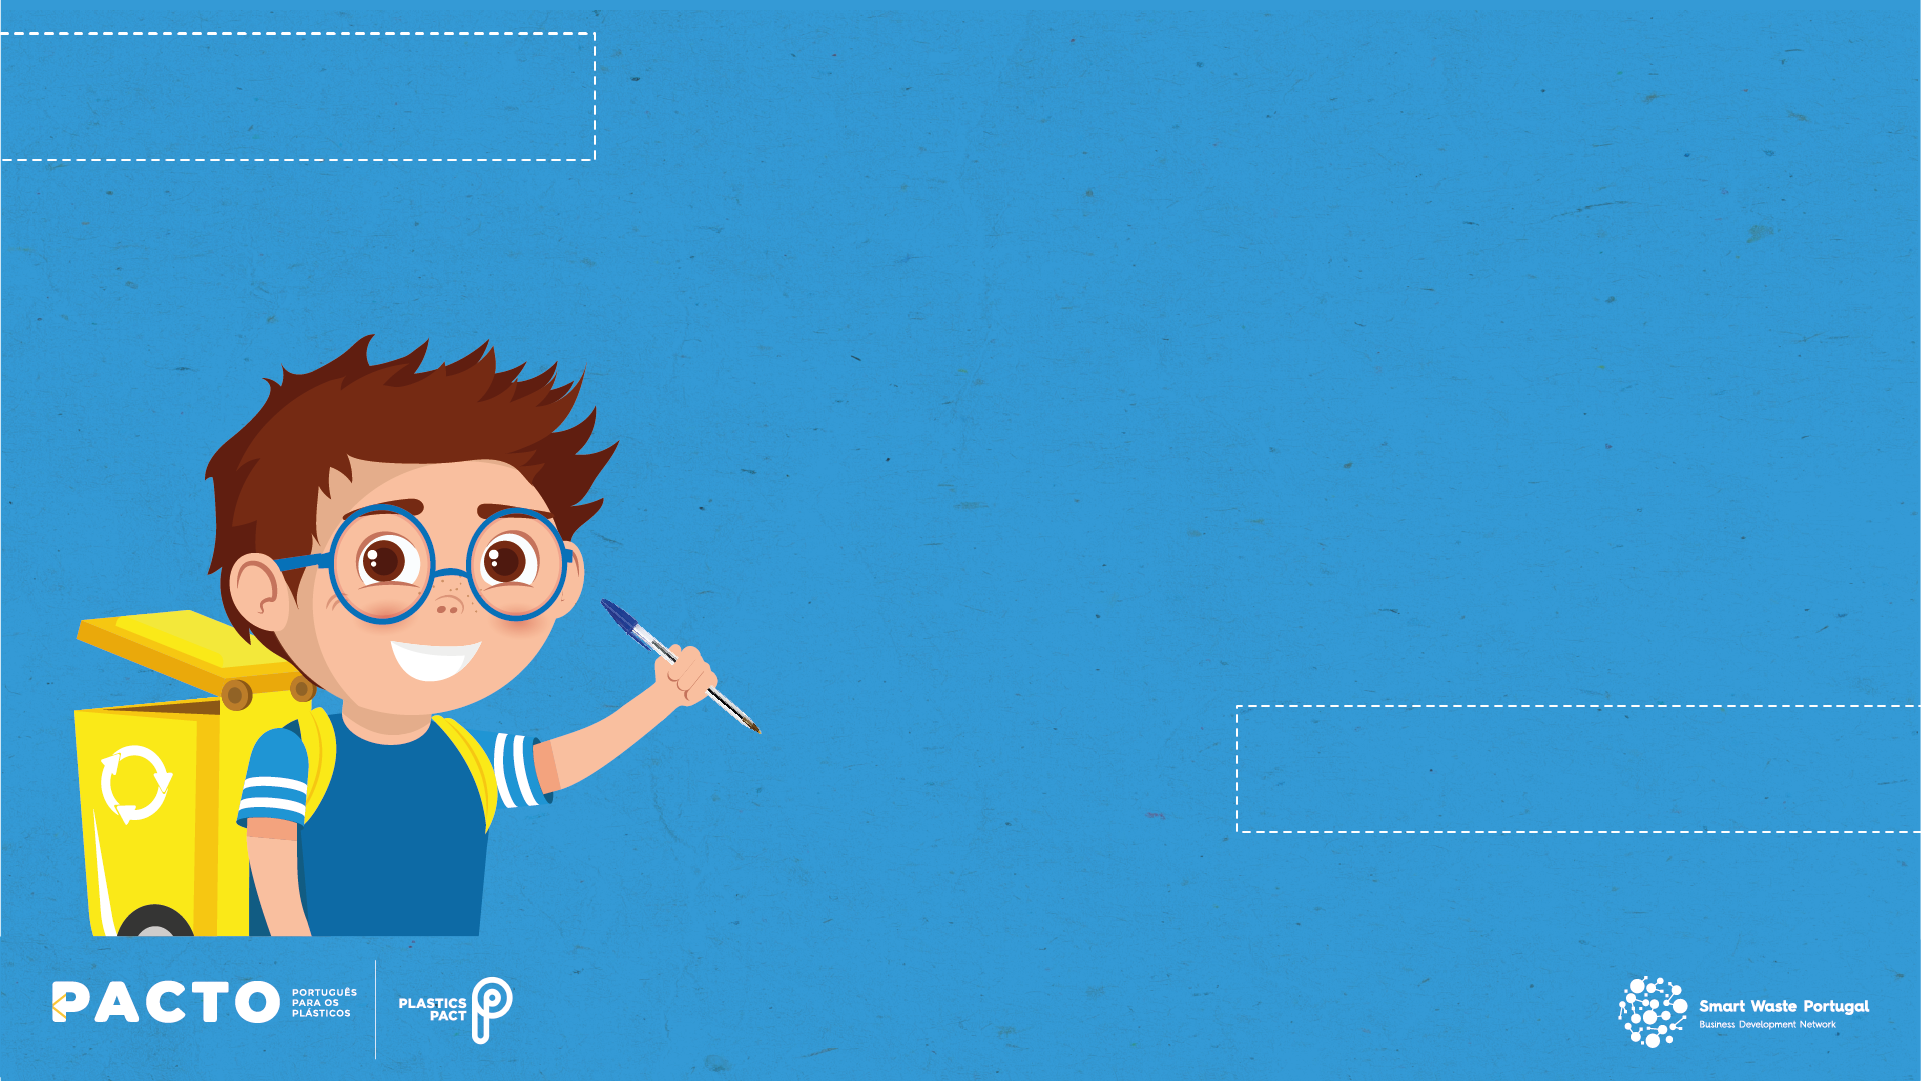 PACTO
PORTUGUÊS
PARA OS
PLÁSTICOS
PLASTICS
PACT
Smart Waste Portugal
Business Development Network